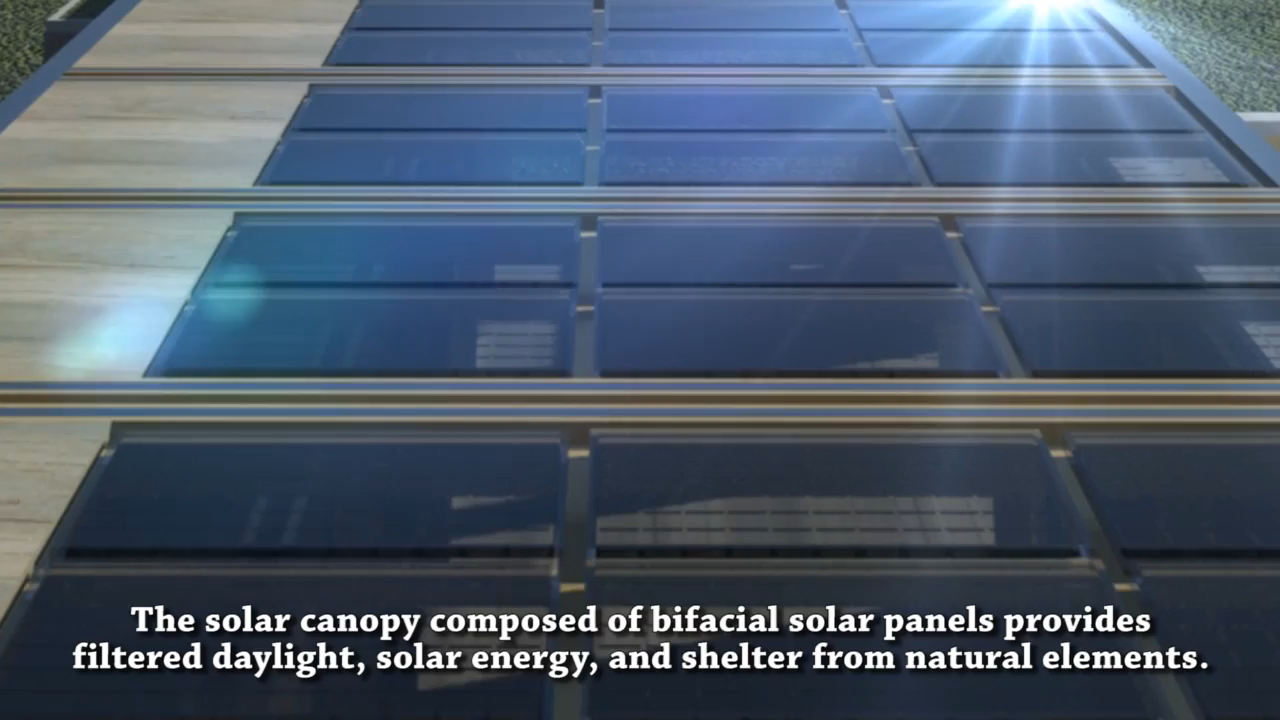 The solar canopy composed of bifacial solar panels provides
filtered daylight, solar energy, and shelter from natural elements.